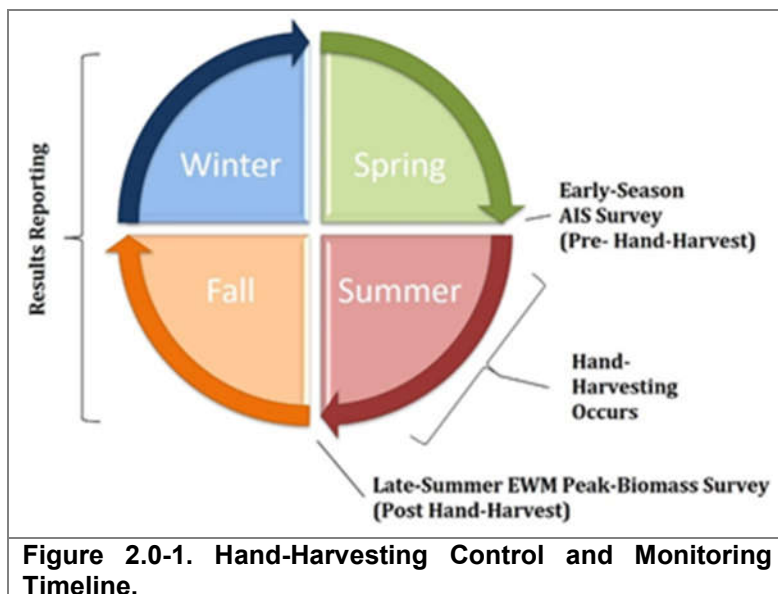 Results Reporting
Winter
Spring
Early-Season
AIS Survey
(Pre- Hand-Harvest)
Fall
Summer
Hand-
Harvesting
Occurs
Late-Summer EWM Peak-Biomass Survey
(Post Hand-Harvest)
Figure 2.0-1. Hand-Harvesting Control and Monitoring
Timeline.